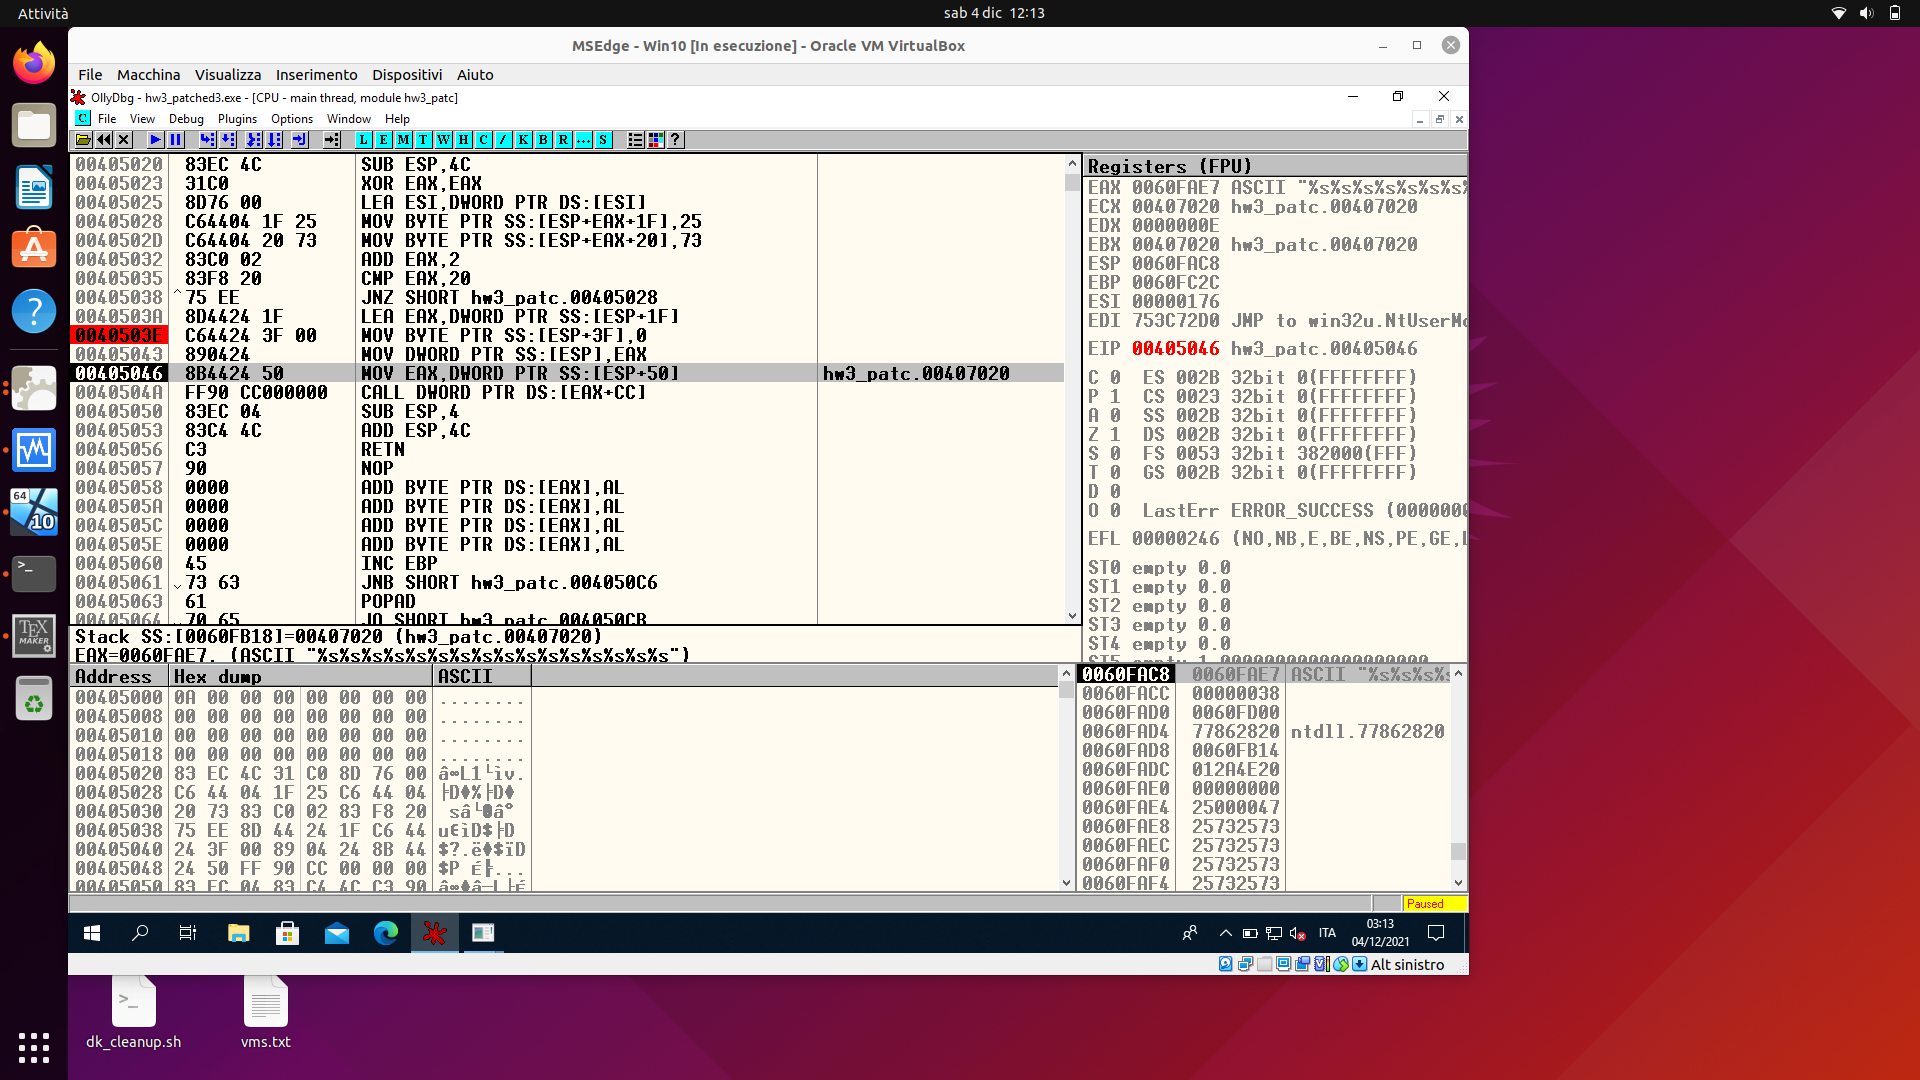 Attività
sab 4 dic 12:13
MSEdge - Win10 [In esecuzione] - Oracle VM VirtualBox
File Macchina Visualizza Inserimento Dispositivi Aiuto
OllyDbg - hw3_patched3.exe - [CPU - main thread, module hw3_patc]
C File View Debug Plugins Options Window Help
L E M T W H C / K B R ... S ?
00405020 83EC 4C SUB ESP,4C
00405023 31C0 XOR EAX,EAX
00405025 8D76 00 LEA ESI,DWORD PTR DS:[ESI]
00405028 C64404 1F 25 MOV BYTE PTR SS:[ESP+EAX+1F],25
0040502D C64404 20 73 MOV BYTE PTR SS:[ESP+EAX+20],73
00405032 83C0 02 ADD EAX,2
00405035 83F8 20 CMP EAX,20
00405038 ^75 EE JNZ SHORT hw3_patc.00405028
0040503A 8D4424 1F LEA EAX,DWORD PTR SS:[ESP+1F]
0040503E C64424 3F 00 MOV BYTE PTR SS:[ESP+3F],0
00405043 890424 MOV DWORD PTR SS:[ESP],EAX
00405046 8B4424 50 MOV EAX,DWORD PTR SS:[ESP+50] hw3_patc.00407020
0040504A FF90 CC000000 CALL DWORD PTR DS:[EAX+CC]
00405050 83EC 04 SUB ESP,4
00405053 83C4 4C ADD ESP,4C
00405056 C3 RETN
00405057 90 NOP
00405058 0000 ADD BYTE PTR DS:[EAX],AL
0040505A 0000 ADD BYTE PTR DS:[EAX],AL
0040505C 0000 ADD BYTE PTR DS:[EAX],AL
0040505E 0000 ADD BYTE PTR DS:[EAX],AL
00405060 45 INC EBP
00405061 73 63 JNB SHORT hw3_patc.004050C6
00405063 61 POPAD
00405064 70 65 JO SHORT hw3_patc.004050CB
Stack SS:[0060FB18]=00407020 (hw3_patc.00407020)
EAX=0060FAE7, (ASCII "%s%s%s%s%s%s%s%s%s%s%s%s%s%s%s%s")
Registers (FPU)
EAX 0060FAE7 ASCII "%s%s%s%s%s%s%s%
ECX 00407020 hw3_patc.00407020
EDX 0000000E
EBX 00407020 hw3_patc.00407020
ESP 0060FAC8
EBP 0060FC2C
ESI 00000176
EDI 753C72D0 JMP to win32u.NtUserMe
EIP 00405046 hw3_patc.00405046
C 0 ES 002B 32bit 0(FFFFFFFF)
P 1 CS 0023 32bit 0(FFFFFFFF)
A 0 SS 002B 32bit 0(FFFFFFFF)
Z 1 DS 002B 32bit 0(FFFFFFFF)
S 0 FS 0053 32bit 382000(FFF)
T 0 GS 002B 32bit 0(FFFFFFFF)
D 0
O 0 LastErr ERROR_SUCCESS (0000000
EFL 00000246 (NO,NB,E,BE,NS,PE,GE,L
ST0 empty 0.0
ST1 empty 0.0
ST2 empty 0.0
ST3 empty 0.0
ST4 empty 0.0
Address Hex dump ASCII
00405000 0A 00 00 00 00 00 00 00 ........
00405008 00 00 00 00 00 00 00 00 ........
00405010 00 00 00 00 00 00 00 00 ........
00405018 00 00 00 00 00 00 00 00 ........
00405020 83 EC 4C 31 C0 8D 76 00 â∞L1└ìv.
00405028 C6 44 04 1F 25 C6 44 04 ╞D♦%╞D♦
00405030 20 73 83 C0 02 83 F8 20 sâ└☻â°
00405038 75 EE 8D 44 24 1F C6 44 u∈ìD$╞D
00405040 24 3F 00 89 04 24 8B 44 $?.ë♦$ïD
00405048 24 50 FF 90 CC 00 00 00 $P É╠...
00405050 83 EC 04 83 C4 4C C3 90 â∞♦â─L├É
0060FAC8 0060FAE7 ASCII "%s%s%s%s
0060FACC 00000038
0060FAD0 0060FD00
0060FAD4 77862820 ntdll.77862820
0060FAD8 0060FB14
0060FADC 012A4E20
0060FAE0 00000000
0060FAE4 25000047
0060FAE8 25732573
0060FAEC 25732573
0060FAF0 25732573
0060FAF4 25732573
Paused
ITA
03:13
04/12/2021
Alt sinistro
64
10
TEX
MAKER
dk_cleanup.sh
vms.txt